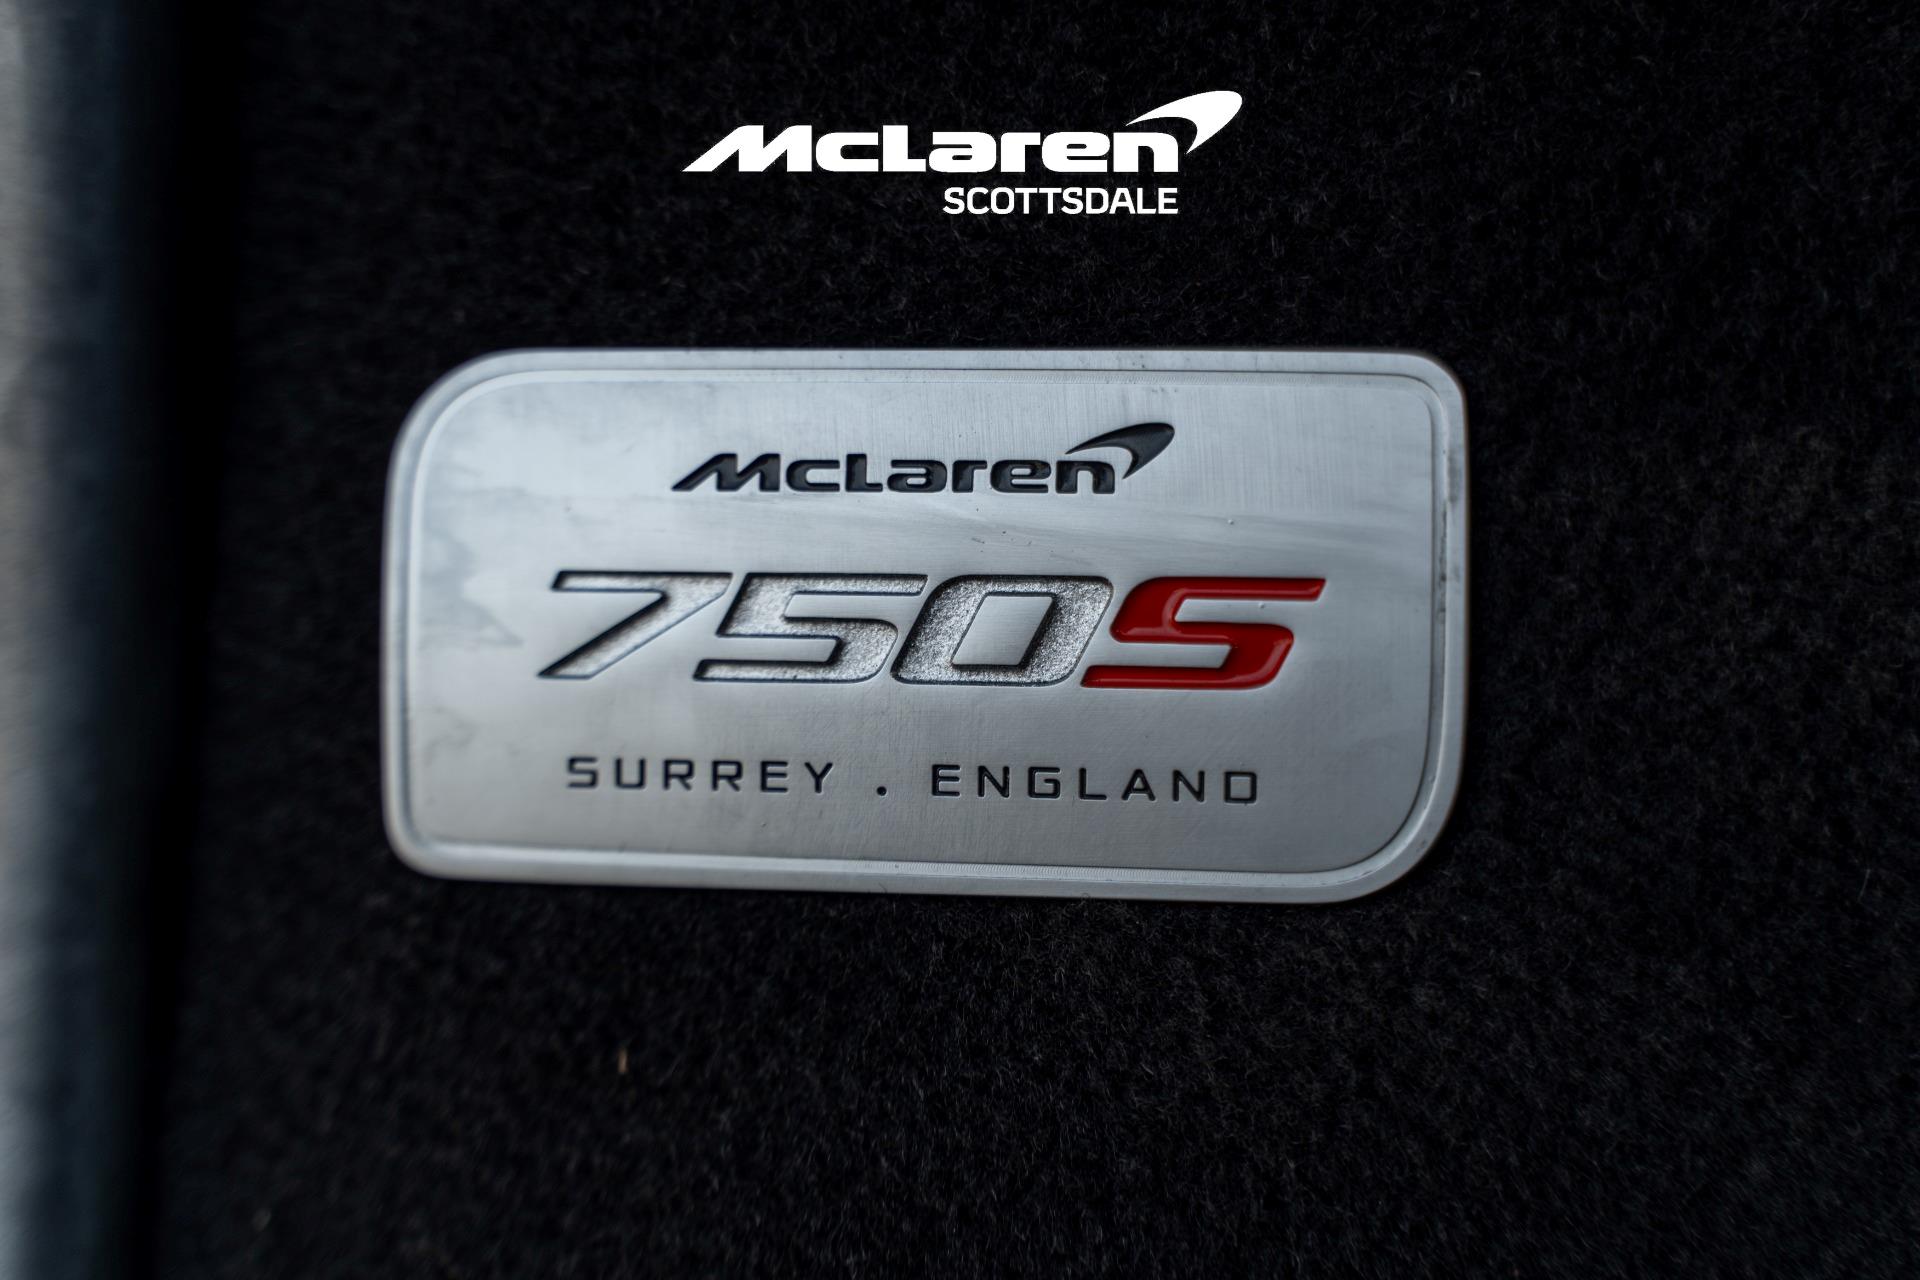 McLaren
SCOTTSDALE
McLaren
750S
SURREY . ENGLAND